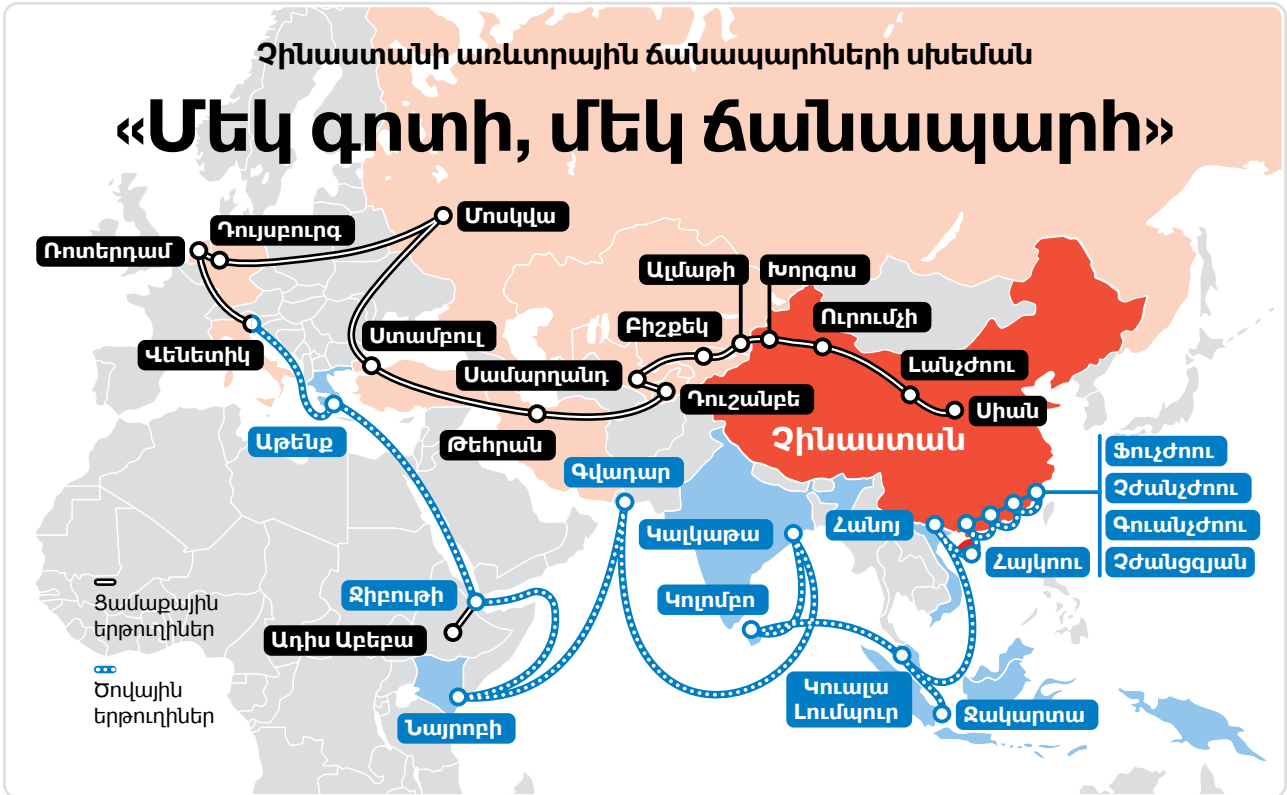 Չինաստանի առևտրային ճանապարհների սխեման
«Մեկ գոտի, մեկ ճանապարհ»
Մոսկվա
Դույսբուրգ
Ռոտերդամ
Ալմաթի
Խորգոս
Ուրումչի
Բիշքեկ
Ստամբուլ
Վենետիկ
Սամարղանդ
Լանչժոու
Դուշանբե
Սիան
Չինաստան
Աթենք
Թեհրան
Գվադար
Ֆուչժոու
Չժանչժոու
Գուանչժոու
Չժանցզյան
Կալկաթա
Հանոյ
Հայկոու
Ջիբութի
Կոլոմբո
Ադիս Աբեբա
Ցամաքային
երթուղիներ
Ծովային
երթուղիներ
Նայրոբի
Կուալա
Լումպուր
Ջակարտա